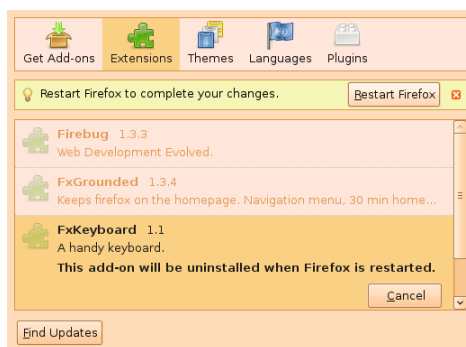 Get Add-ons Extensions Themes Languages Plugins
Restart Firefox to complete your changes. Restart Firefox
Firebug 1.3.3
Web Development Evolved.
FxGrounded 1.3.4
Keeps firefox on the homepage. Navigation menu, 30 min home...
FxKeyboard 1.1
A handy keyboard.
This add-on will be uninstalled when Firefox is restarted.
Cancel
Find Updates